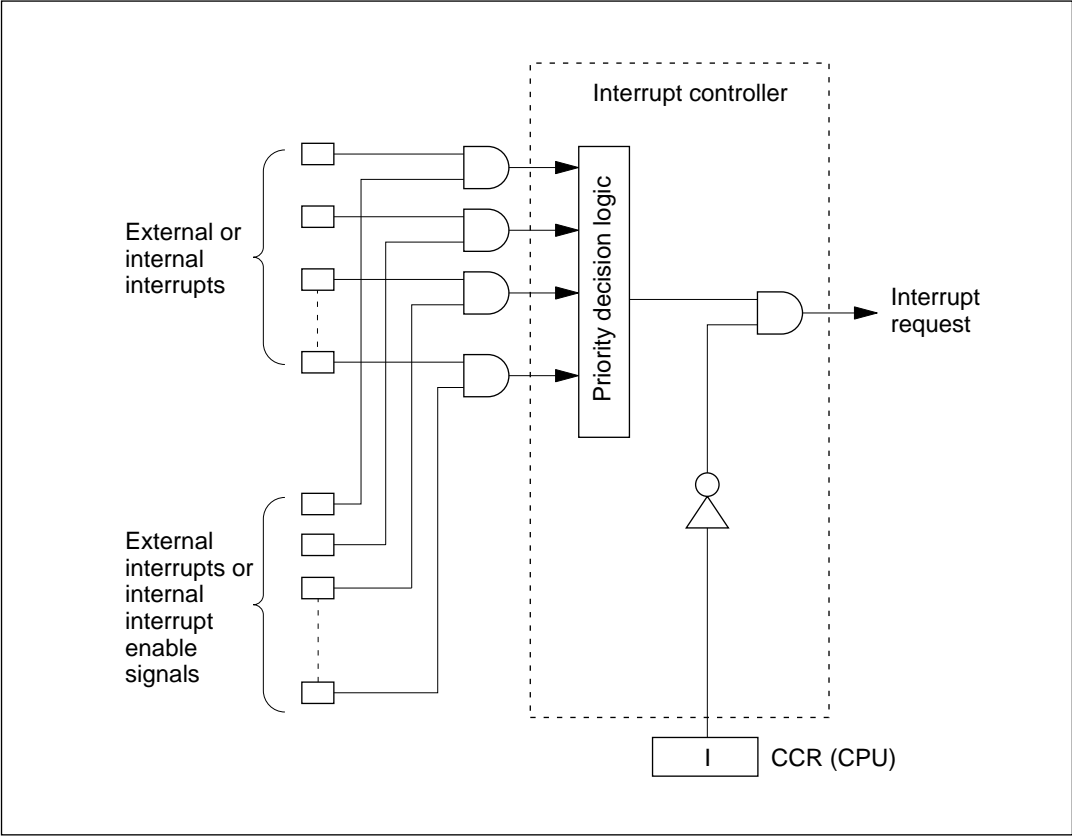 Interrupt controller
External or
internal
interrupts
Priority decision logic
Interrupt
request
External
interrupts or
internal
interrupt
enable
signals
I
CCR (CPU)